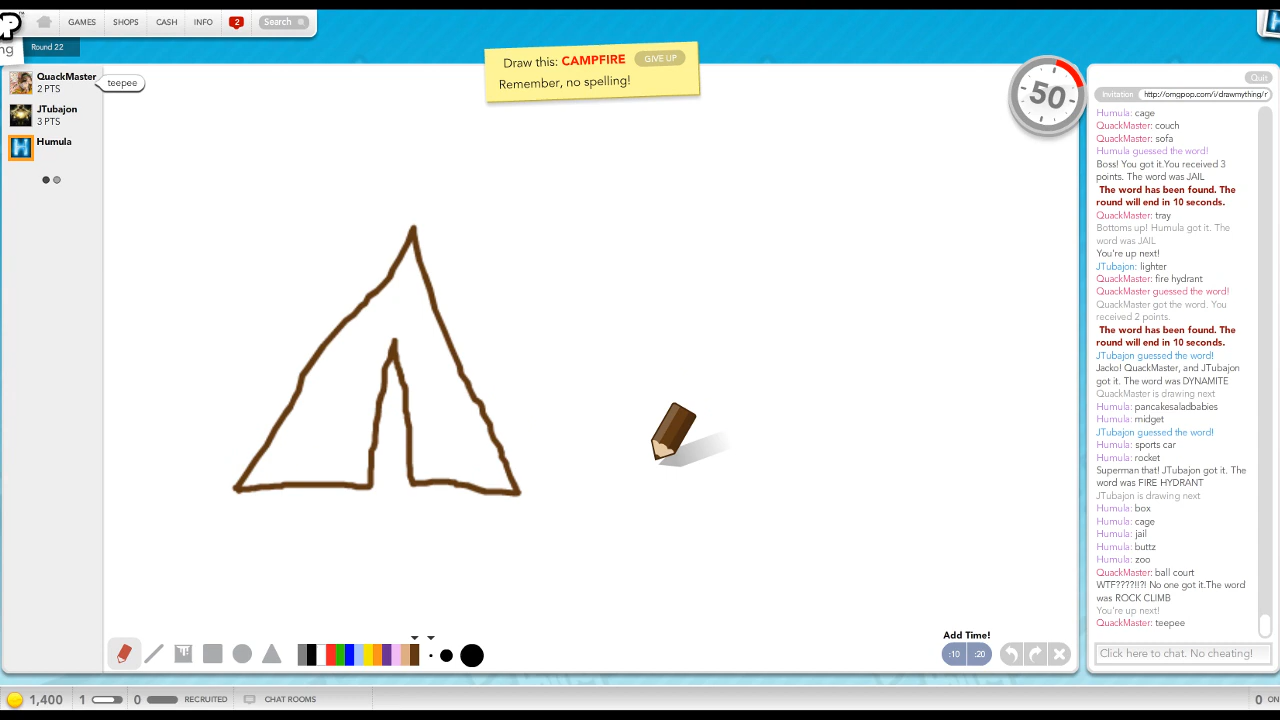 GAMES SHOPS CASH INFO 2 Search
ng
Round 22
QuackMaster
2 PTS
teepee
JTubajon
3 PTS
Humula
Draw this: CAMPFIRE GIVE UP
Remember, no spelling!
50
Quit
Invitation http://omgpop.com/i/drawmything/r
Humula: cage
QuackMaster: couch
QuackMaster: sofa
Humula guessed the word!
Boss! You got it.You received 3
points. The word was JAIL
The word has been found. The
round will end in 10 seconds.
QuackMaster: tray
Bottoms up! Humula got it. The
word was JAIL
You're up next!
JTubajon: lighter
QuackMaster: fire hydrant
QuackMaster guessed the word!
QuackMaster got the word. You
received 2 points.
The word has been found. The
round will end in 10 seconds.
JTubajon guessed the word!
Jacko! QuackMaster, and JTubajon
got it. The word was DYNAMITE
QuackMaster is drawing next
Humula: pancakesaladbabies
Humula: midget
JTubajon guessed the word!
Humula: sports car
Humula: rocket
Superman that! JTubajon got it. The
word was FIRE HYDRANT
JTubajon is drawing next
Humula: box
Humula: cage
Humula: jail
Humula: buttz
Humula: zoo
QuackMaster: ball court
WTF????!!?! No one got it.The word
was ROCK CLIMB
You're up next!
QuackMaster: teepee
Click here to chat. No cheating!
Add Time!
:10 :20
1,400 1 0 RECRUITED CHAT ROOMS 0 ON